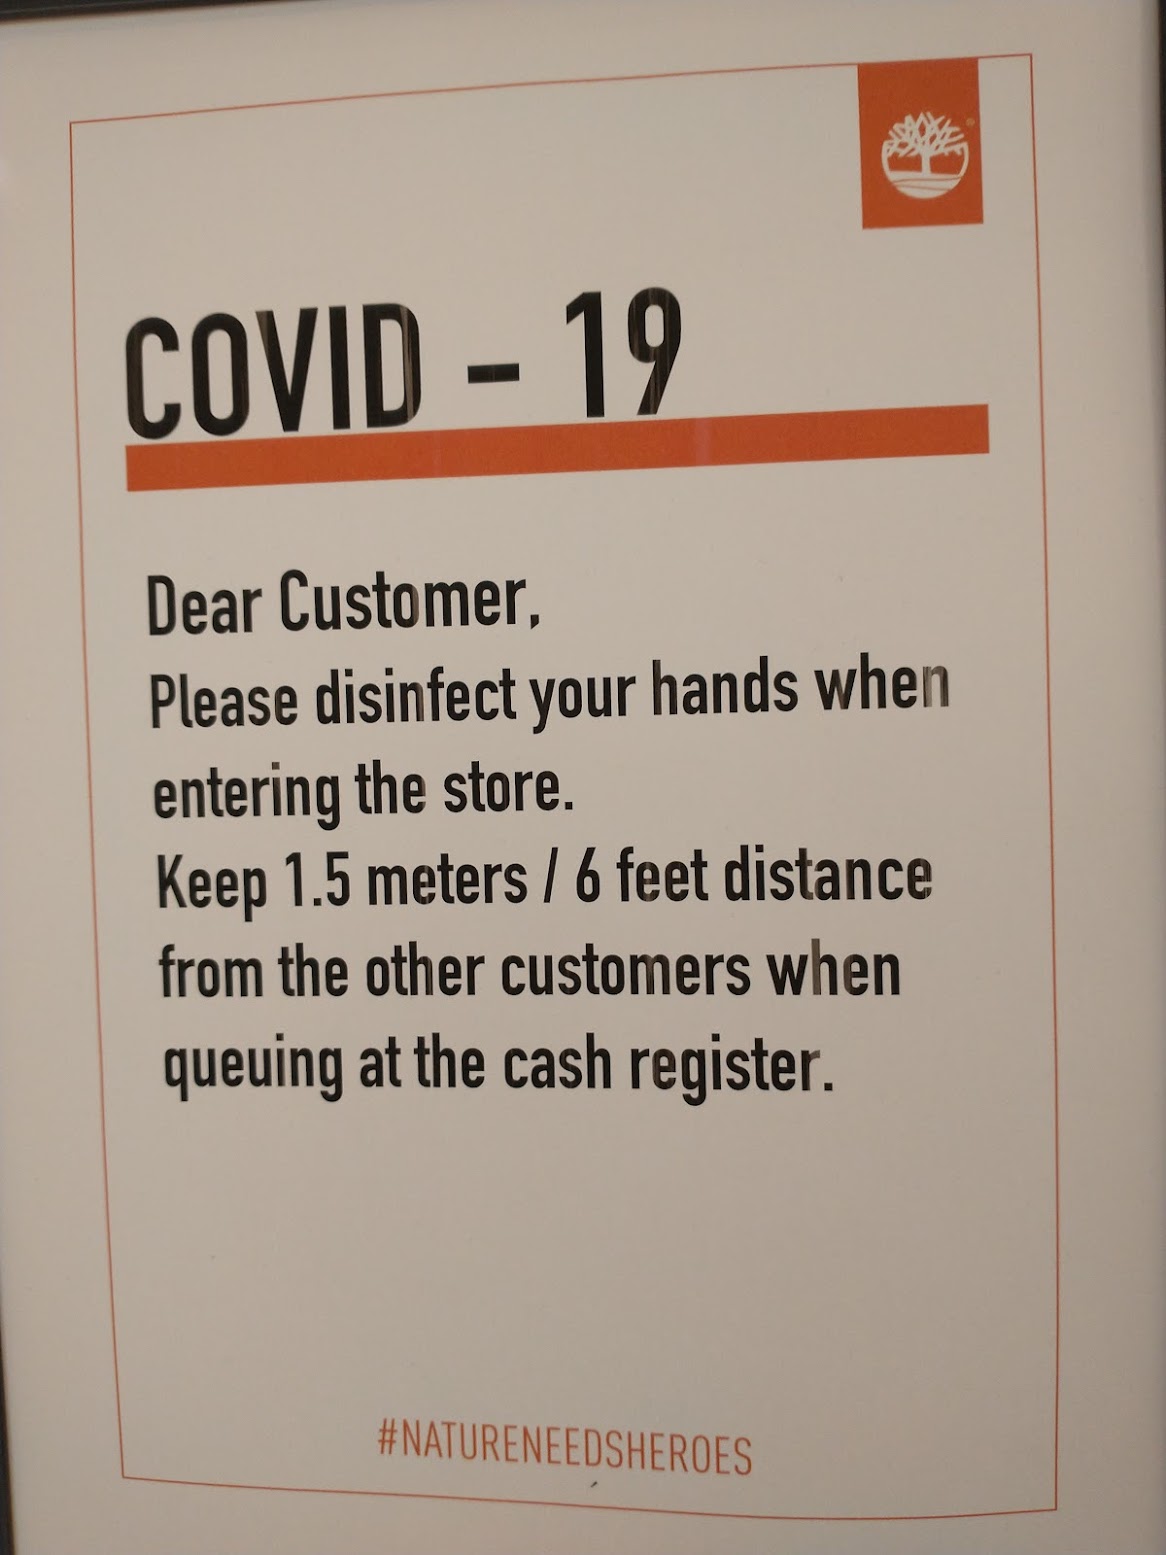 COVID – 19
Dear Customer,
Please disinfect your hands when
entering the store.
Keep 1.5 meters / 6 feet distance
from the other customers when
queuing at the cash register.
#NATURENEEDSHEROES